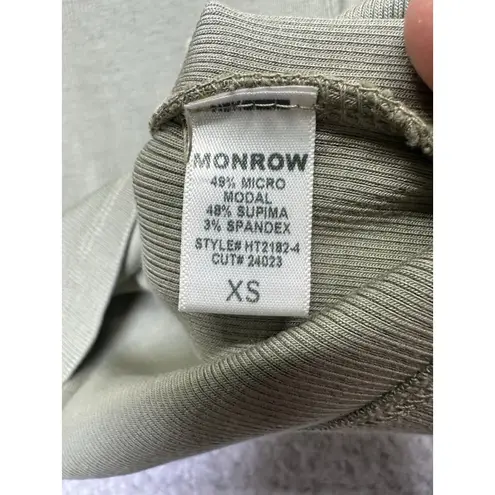 MONROW
49% MICRO
MODAL
48% SUPIMA
3% SPANDEX
STYLE# HT2182-4
CUT# 24023
XS